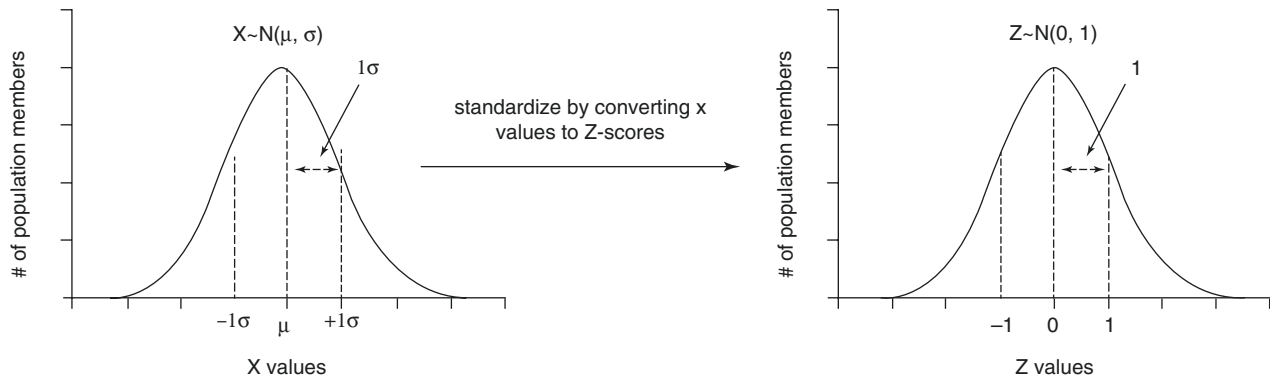 X~N(μ, σ)
1σ
# of population members
−1σ
μ
+1σ
X values
standardize by converting x
values to Z-scores
Z~N(0, 1)
1
# of population members
−1
0
1
Z values